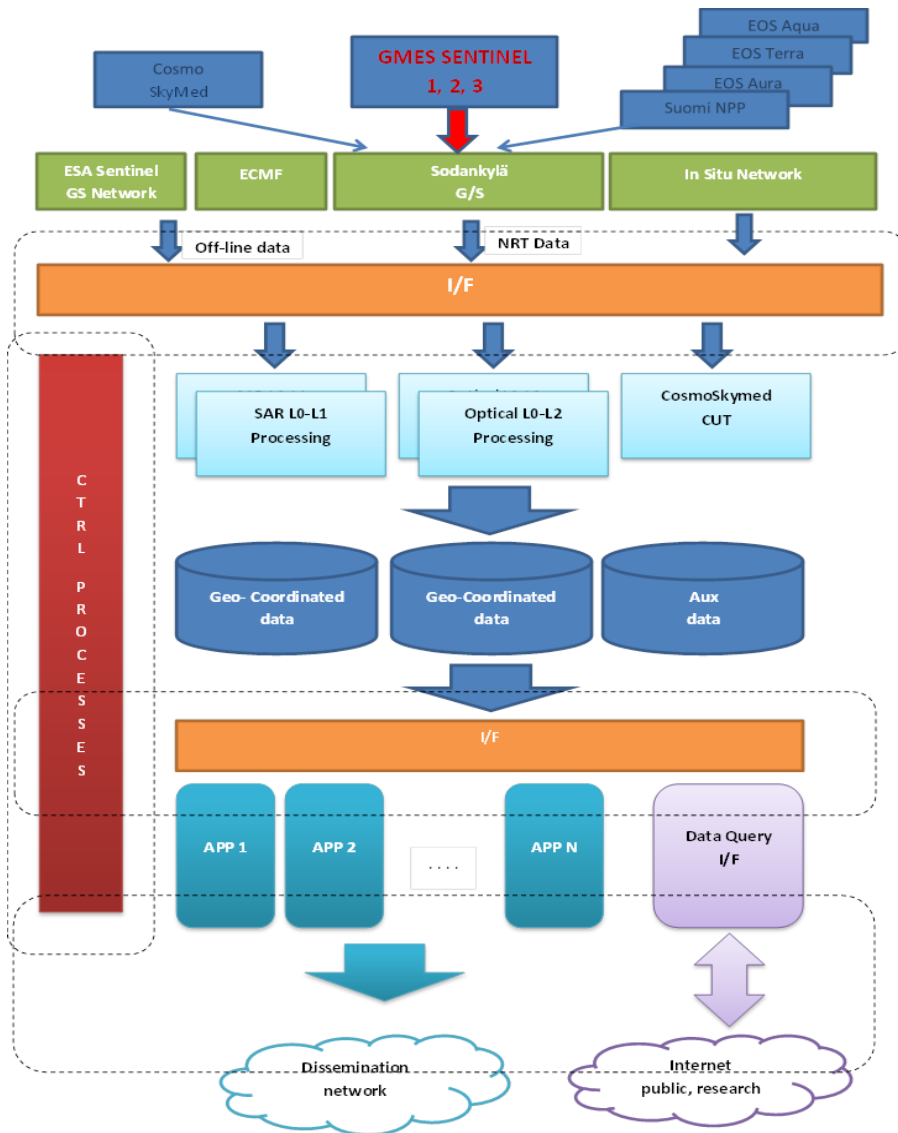 EOS Aqua
EOS Terra
EOS Aura
Suomi NPP
Cosmo
SkyMed
GMES SENTINEL
1, 2, 3
ESA Sentinel
GS Network
ECMF
Sodankylä
G/S
In Situ Network
Off-line data
NRT Data
I/F
SAR L0-L1
Processing
Optical L0-L2
Processing
CosmoSkymed
CUT
CTRL PROCESSES
Geo- Coordinated
data
Geo-Coordinated
data
Aux
data
I/F
APP 1
APP 2
. . . .
APP N
Data Query
I/F
Dissemination
network
Internet
public, research